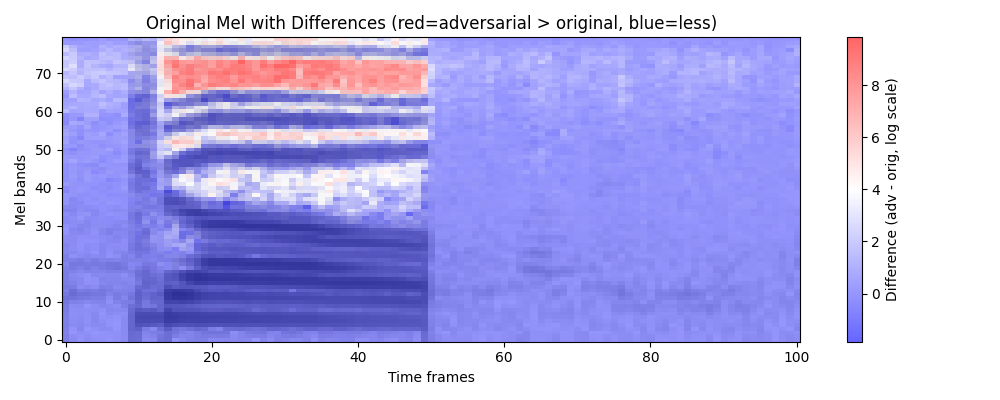 Original Mel with Differences (red=adversarial > original, blue=less)
Mel bands
70
60
50
40
30
20
10
0
0 20 40 60 80 100
Time frames
8
6
4
2
0
Difference (adv - orig, log scale)